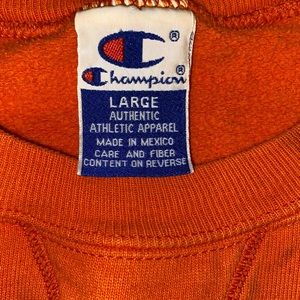 ®
Champion®
LARGE
AUTHENTIC
ATHLETIC APPAREL
MADE IN MEXICO
CARE AND FIBER
CONTENT ON REVERSE